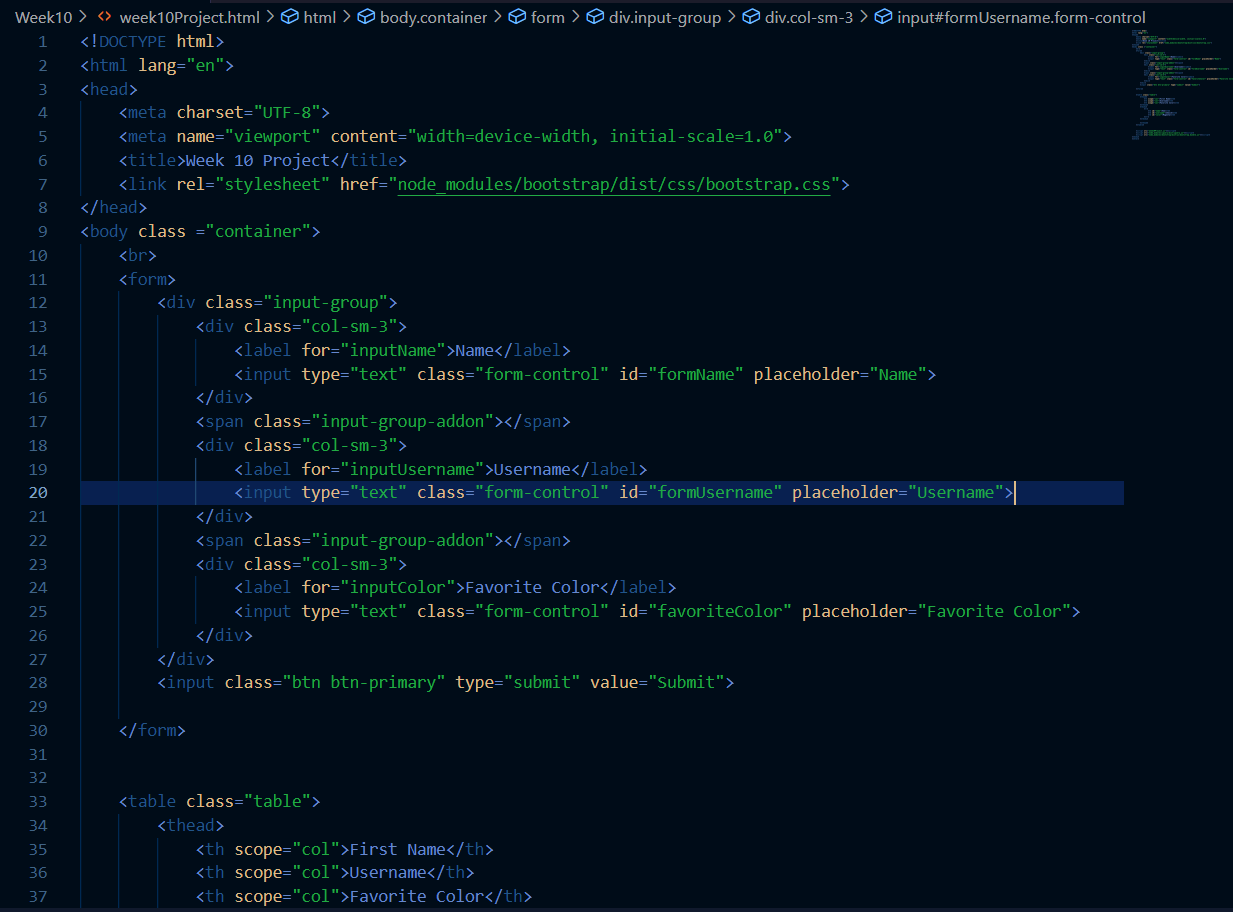 Week10 > <> week10Project.html > html > body.container > form > div.input-group > div.col-sm-3 > input#formUsername.form-control
1 <!DOCTYPE html>
2 <html lang="en">
3 <head>
4     <meta charset="UTF-8">
5     <meta name="viewport" content="width=device-width, initial-scale=1.0">
6     <title>Week 10 Project</title>
7     <link rel="stylesheet" href="node_modules/bootstrap/dist/css/bootstrap.css">
8 </head>
9 <body class ="container">
10     <br>
11     <form>
12         <div class="input-group">
13             <div class="col-sm-3">
14                 <label for="inputName">Name</label>
15                 <input type="text" class="form-control" id="formName" placeholder="Name">
16             </div>
17             <span class="input-group-addon"></span>
18             <div class="col-sm-3">
19                 <label for="inputUsername">Username</label>
20                 <input type="text" class="form-control" id="formUsername" placeholder="Username">
21             </div>
22             <span class="input-group-addon"></span>
23             <div class="col-sm-3">
24                 <label for="inputColor">Favorite Color</label>
25                 <input type="text" class="form-control" id="favoriteColor" placeholder="Favorite Color">
26             </div>
27         </div>
28         <input class="btn btn-primary" type="submit" value="Submit">
29
30     </form>
31
32
33     <table class="table">
34         <thead>
35             <th scope="col">First Name</th>
36             <th scope="col">Username</th>
37             <th scope="col">Favorite Color</th>